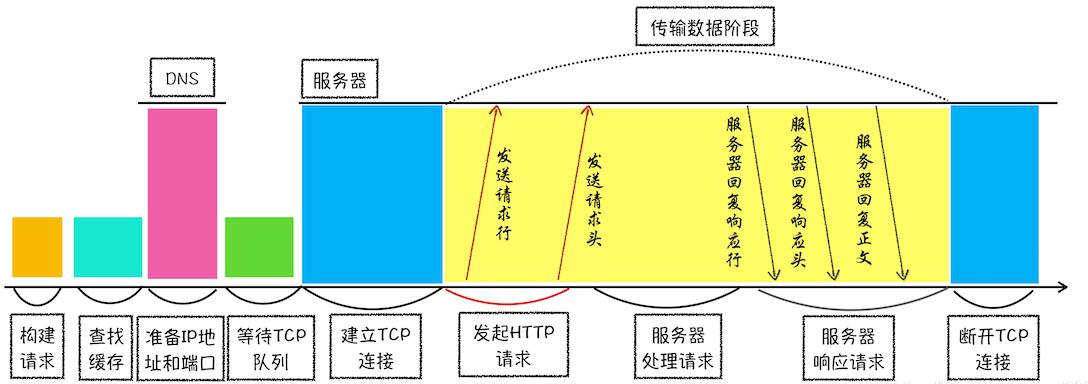 传输数据阶段
DNS
服务器
发送请求行
发送请求头
服务器回复响应行
服务器回复响应头
服务器回复正文
构建
请求
查找
缓存
准备IP地
址和端口
等待TCP
队列
建立TCP
连接
发起HTTP
请求
服务器
处理请求
服务器
响应请求
断开TCP
连接